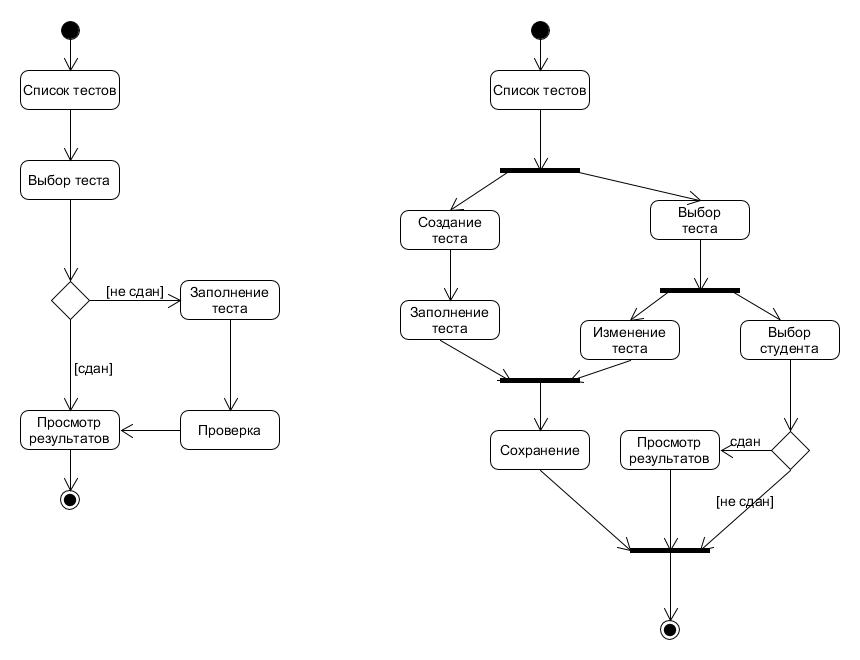 Список тестов
Выбор теста
[не сдан]
Заполнение
теста
[сдан]
Просмотр
результатов
Проверка
Список тестов
Создание
теста
Выбор
теста
Заполнение
теста
Изменение
теста
Выбор
студента
Сохранение
Просмотр
результатов
сдан
[не сдан]